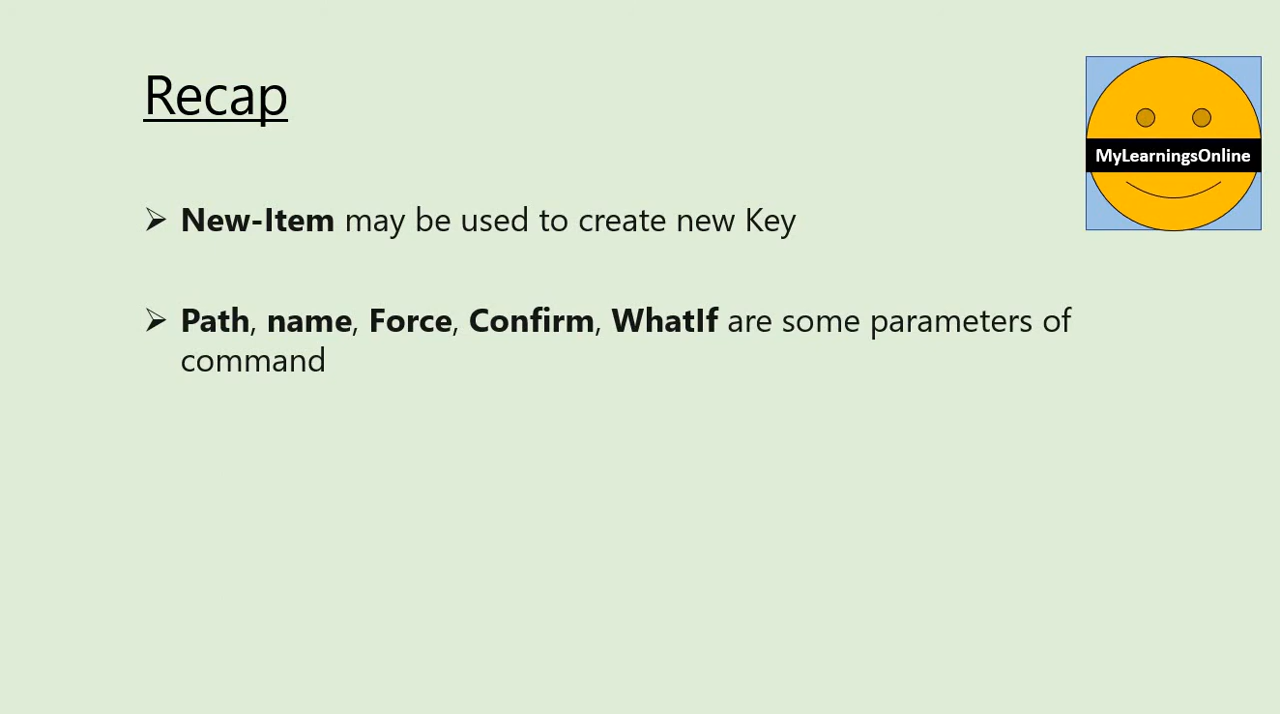 Recap
MyLearningsOnline
➢ New-Item may be used to create new Key
➢ Path, name, Force, Confirm, WhatIf are some parameters of
command